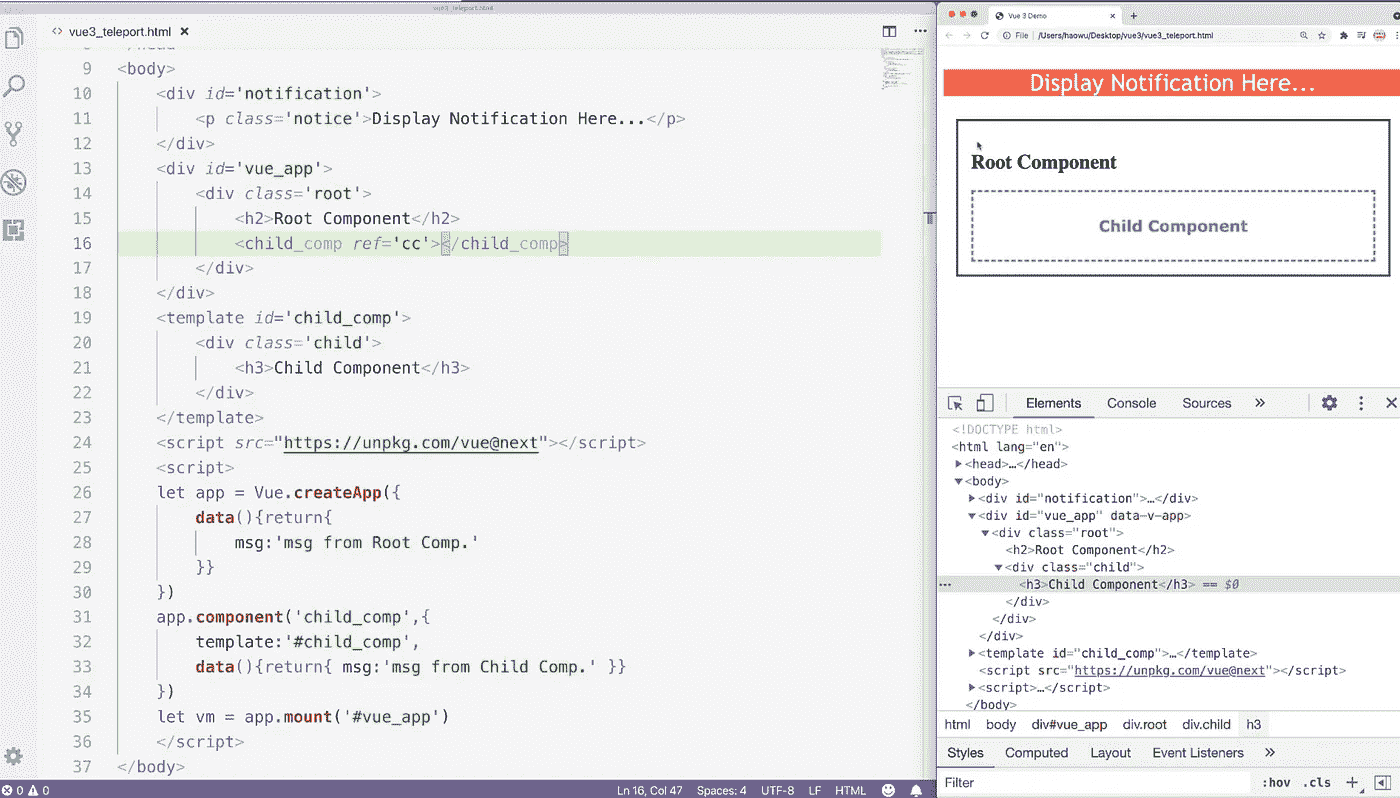 vue3_teleport.html
vue3_teleport.html
9 <body>
10 <div id='notification'>
11 <p class='notice'>Display Notification Here...</p>
12 </div>
13 <div id='vue_app'>
14 <div class='root'>
15 <h2>Root Component</h2>
16 <child_comp ref='cc'></child_comp>
17 </div>
18 </div>
19 <template id='child_comp'>
20 <div class='child'>
21 <h3>Child Component</h3>
22 </div>
23 </template>
24 <script src="https://unpkg.com/vue@next"></script>
25 <script>
26 let app = Vue.createApp({
27 data(){return{
28 msg:'msg from Root Comp.'
29 }}
30 })
31 app.component('child_comp',{
32 template:'#child_comp',
33 data(){return{ msg:'msg from Child Comp.' }}
34 })
35 let vm = app.mount('#vue_app')
36 </script>
37 </body>
0 0 Ln 16, Col 47 Spaces: 4 UTF-8 LF HTML
Vue 3 Demo
File /Users/haowu/Desktop/vue3/vue3_teleport.html
Display Notification Here...
Root Component
Child Component
Elements Console Sources »
<!DOCTYPE html>
<html lang="en">
<head>…</head>
<body>
<div id="notification">…</div>
<div id="vue_app" data-v-app>
<div class="root">
<h2>Root Component</h2>
<div class="child">
<h3>Child Component</h3> == $0
</div>
</div>
</div>
<template id="child_comp">…</template>
<script src="https://unpkg.com/vue@next"></script>
<script>…</script>
</body>
html body div#vue_app div.root div.child h3
Styles Computed Layout Event Listeners »
Filter :hov .cls +